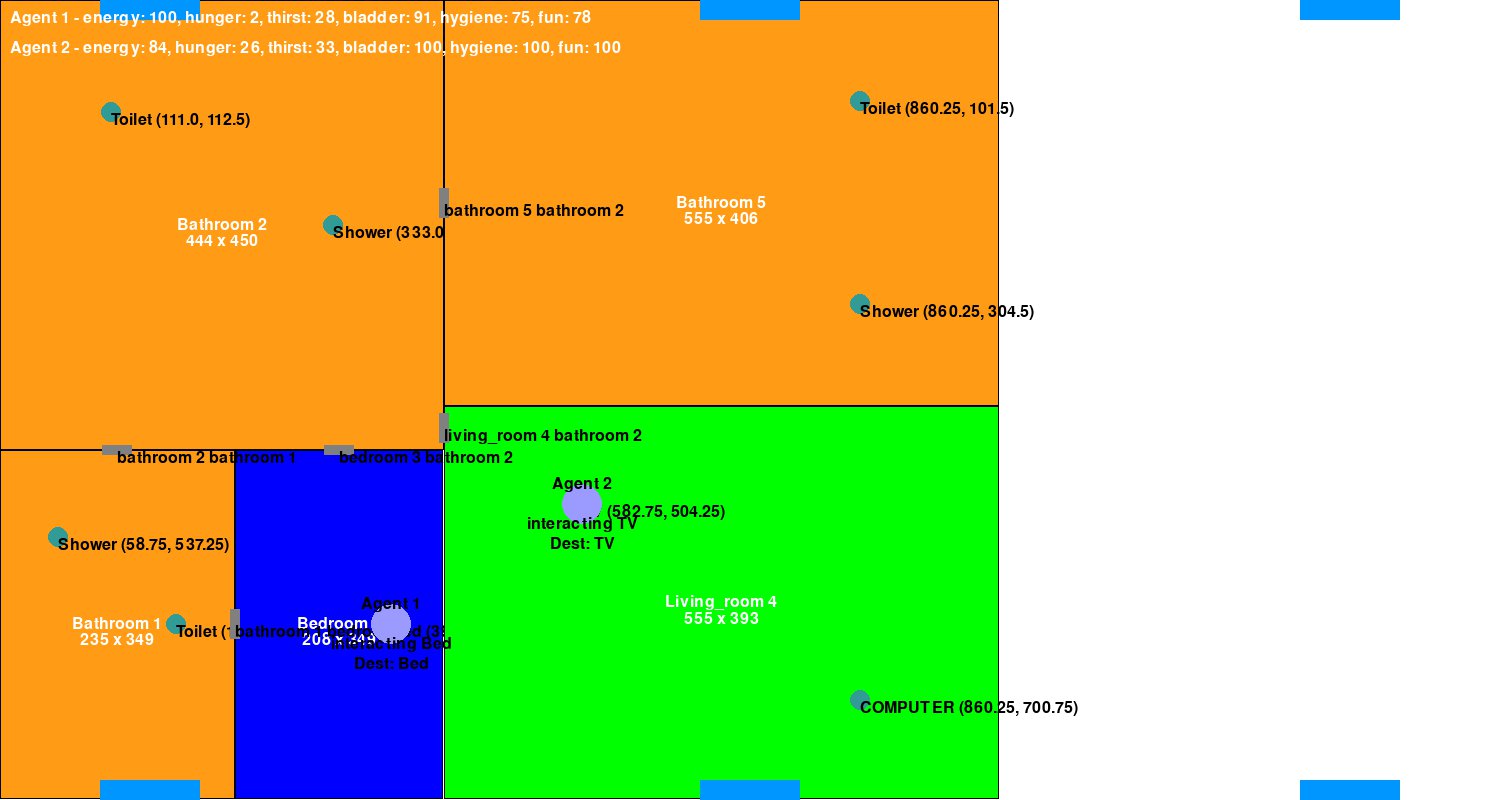 Agent 1 - energy: 100, hunger: 2, thirst: 28, bladder: 91, hygiene: 75, fun: 78
Agent 2 - energy: 84, hunger: 26, thirst: 33, bladder: 100, hygiene: 100, fun: 100
Toilet (860.25, 101.5)
Toilet (111.0, 112.5)
Bathroom 5
555 x 406
bathroom 5 bathroom 2
Bathroom 2
444 x 450
Shower (333.0
Shower (860.25, 304.5)
living_room 4 bathroom 2
bathroom 2 bathroom 1
bedroom 3 bathroom 2
Agent 2
(582.75, 504.25)
interacting TV
Dest: TV
Shower (58.75, 537.25)
Agent 1
Living_room 4
555 x 393
Bathroom 1
235 x 349
Toilet
Bedroom
interacting Bed
Dest: Bed
COMPUTER (860.25, 700.75)